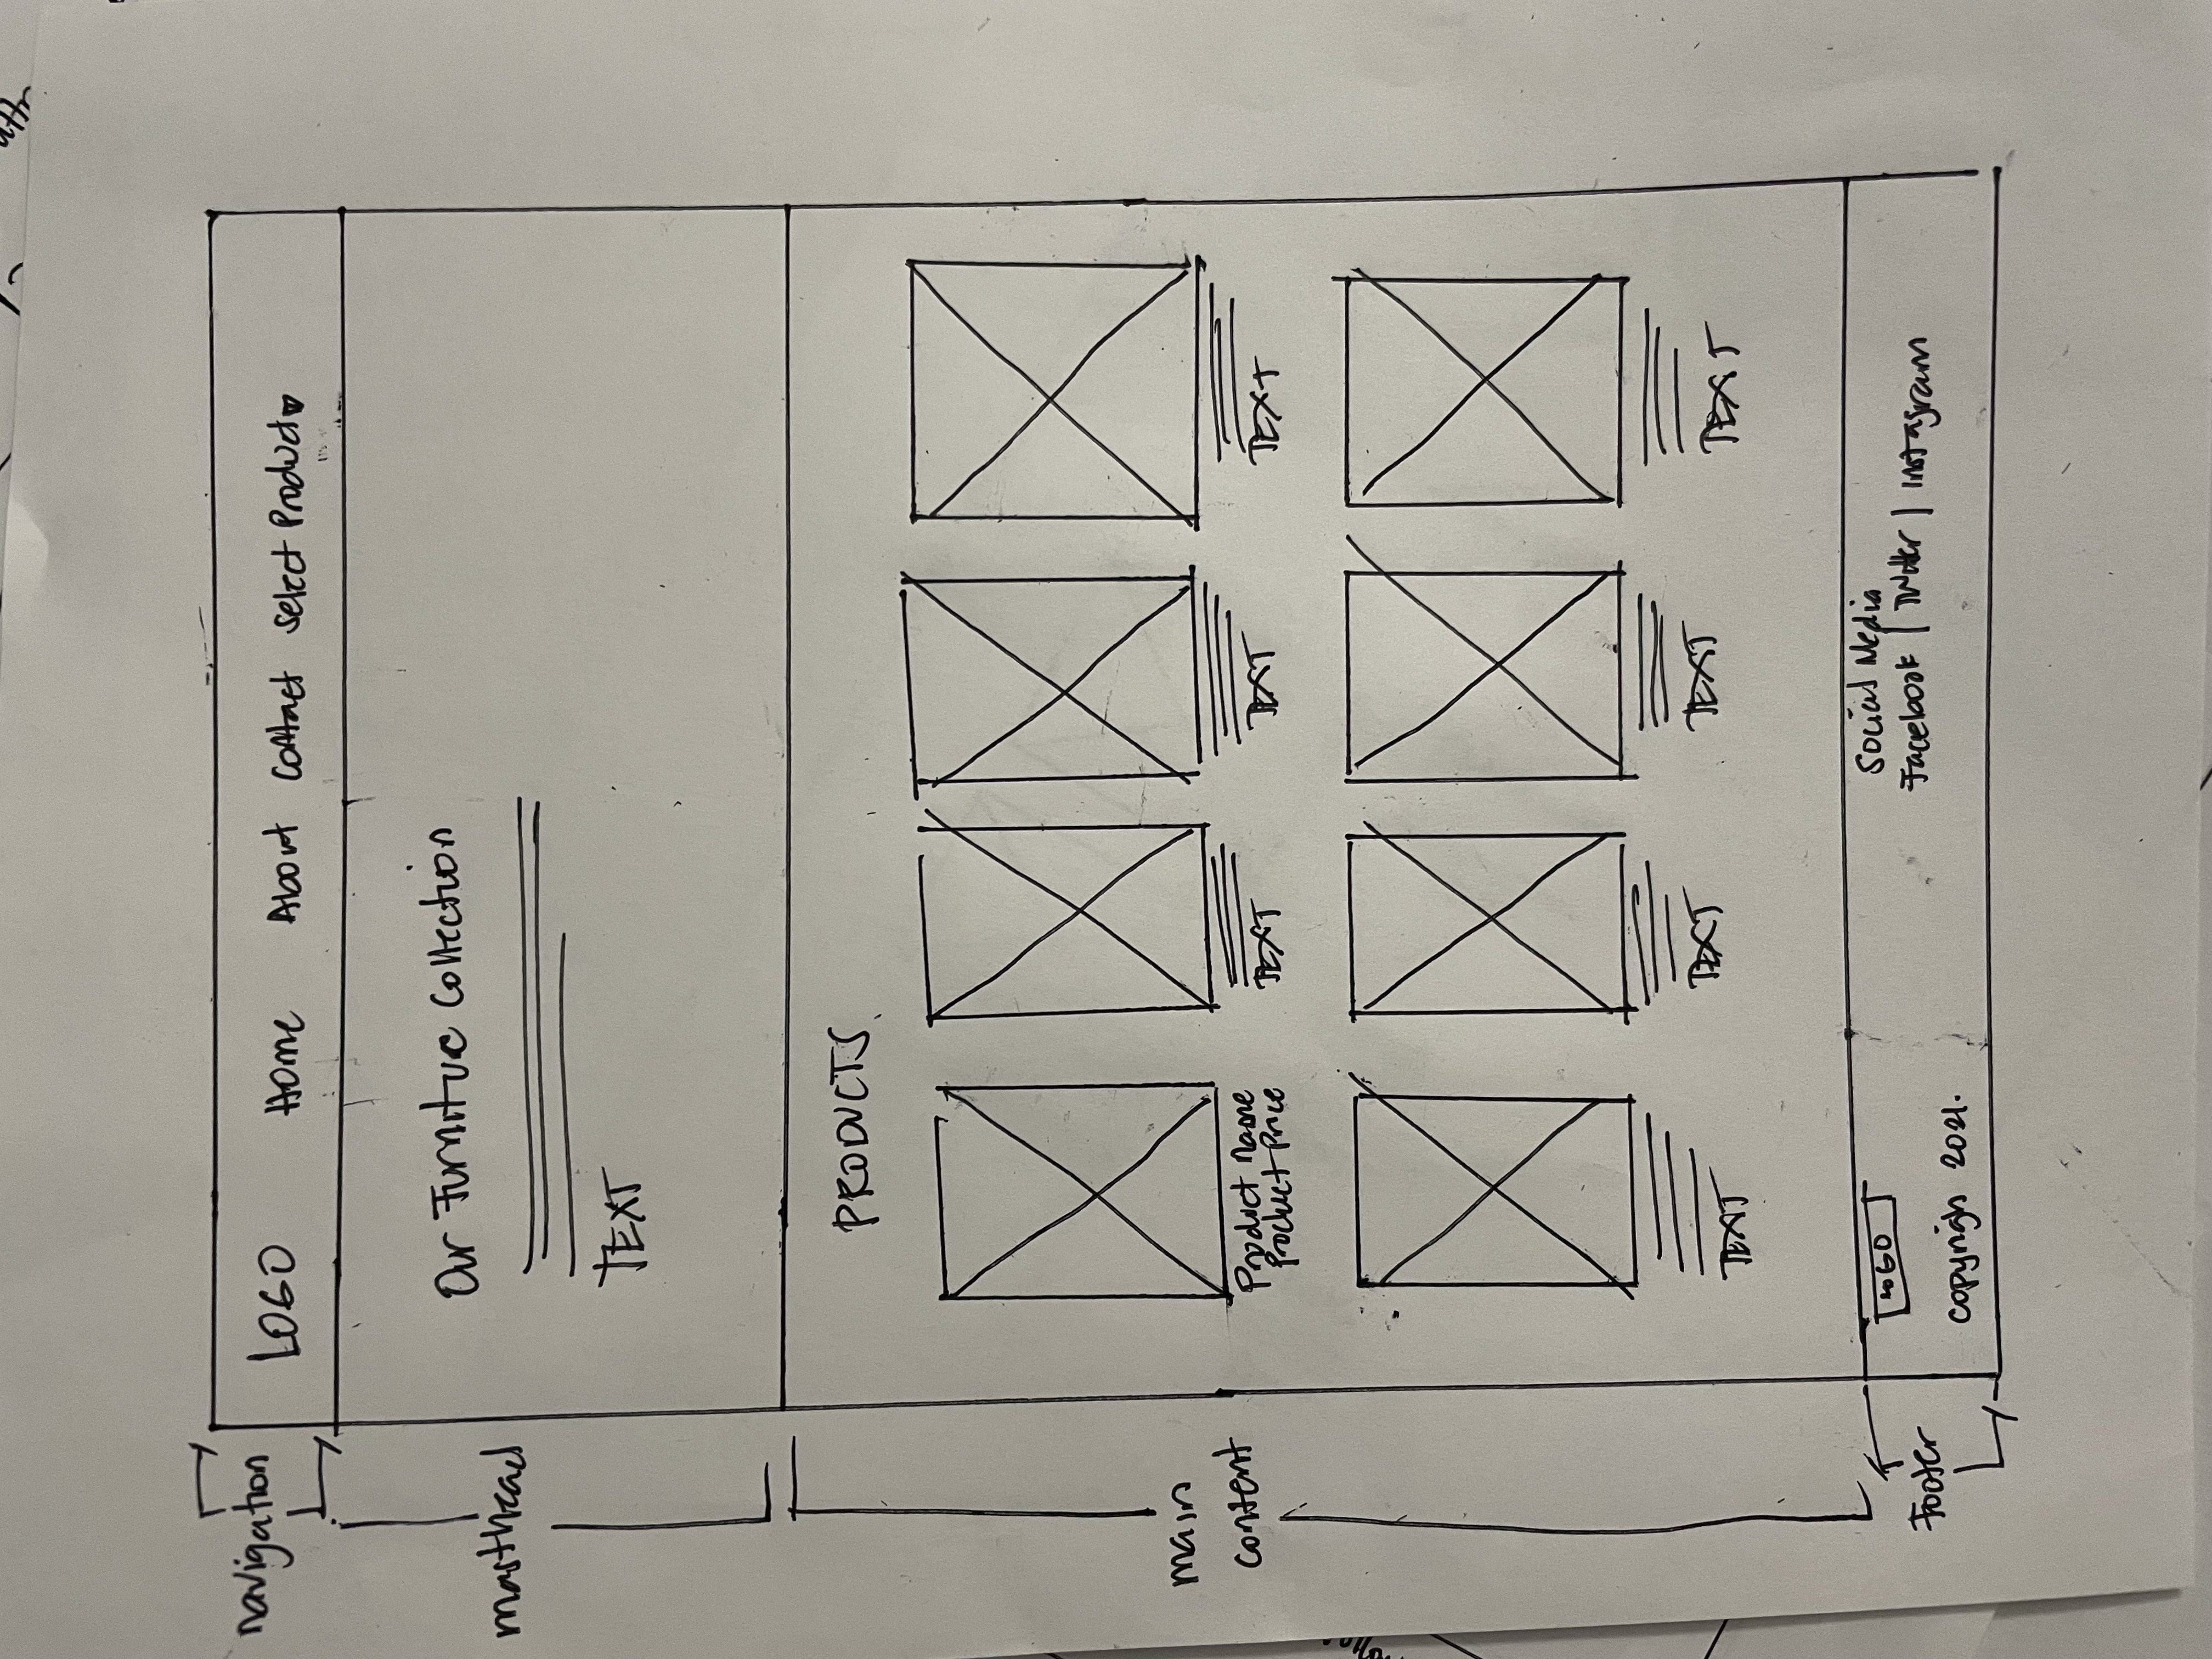 navigation
LOGO Home About Contact Select Product
masthead
Our Furniture Collection
TEXT
PRODUCTS
main
content
Product name
Product Price
TEXT TEXT TEXT
TEXT TEXT TEXT TEXT
Footer
LOGO
Social Media
Facebook | Twitter | Instagram
copyrigh 2021.